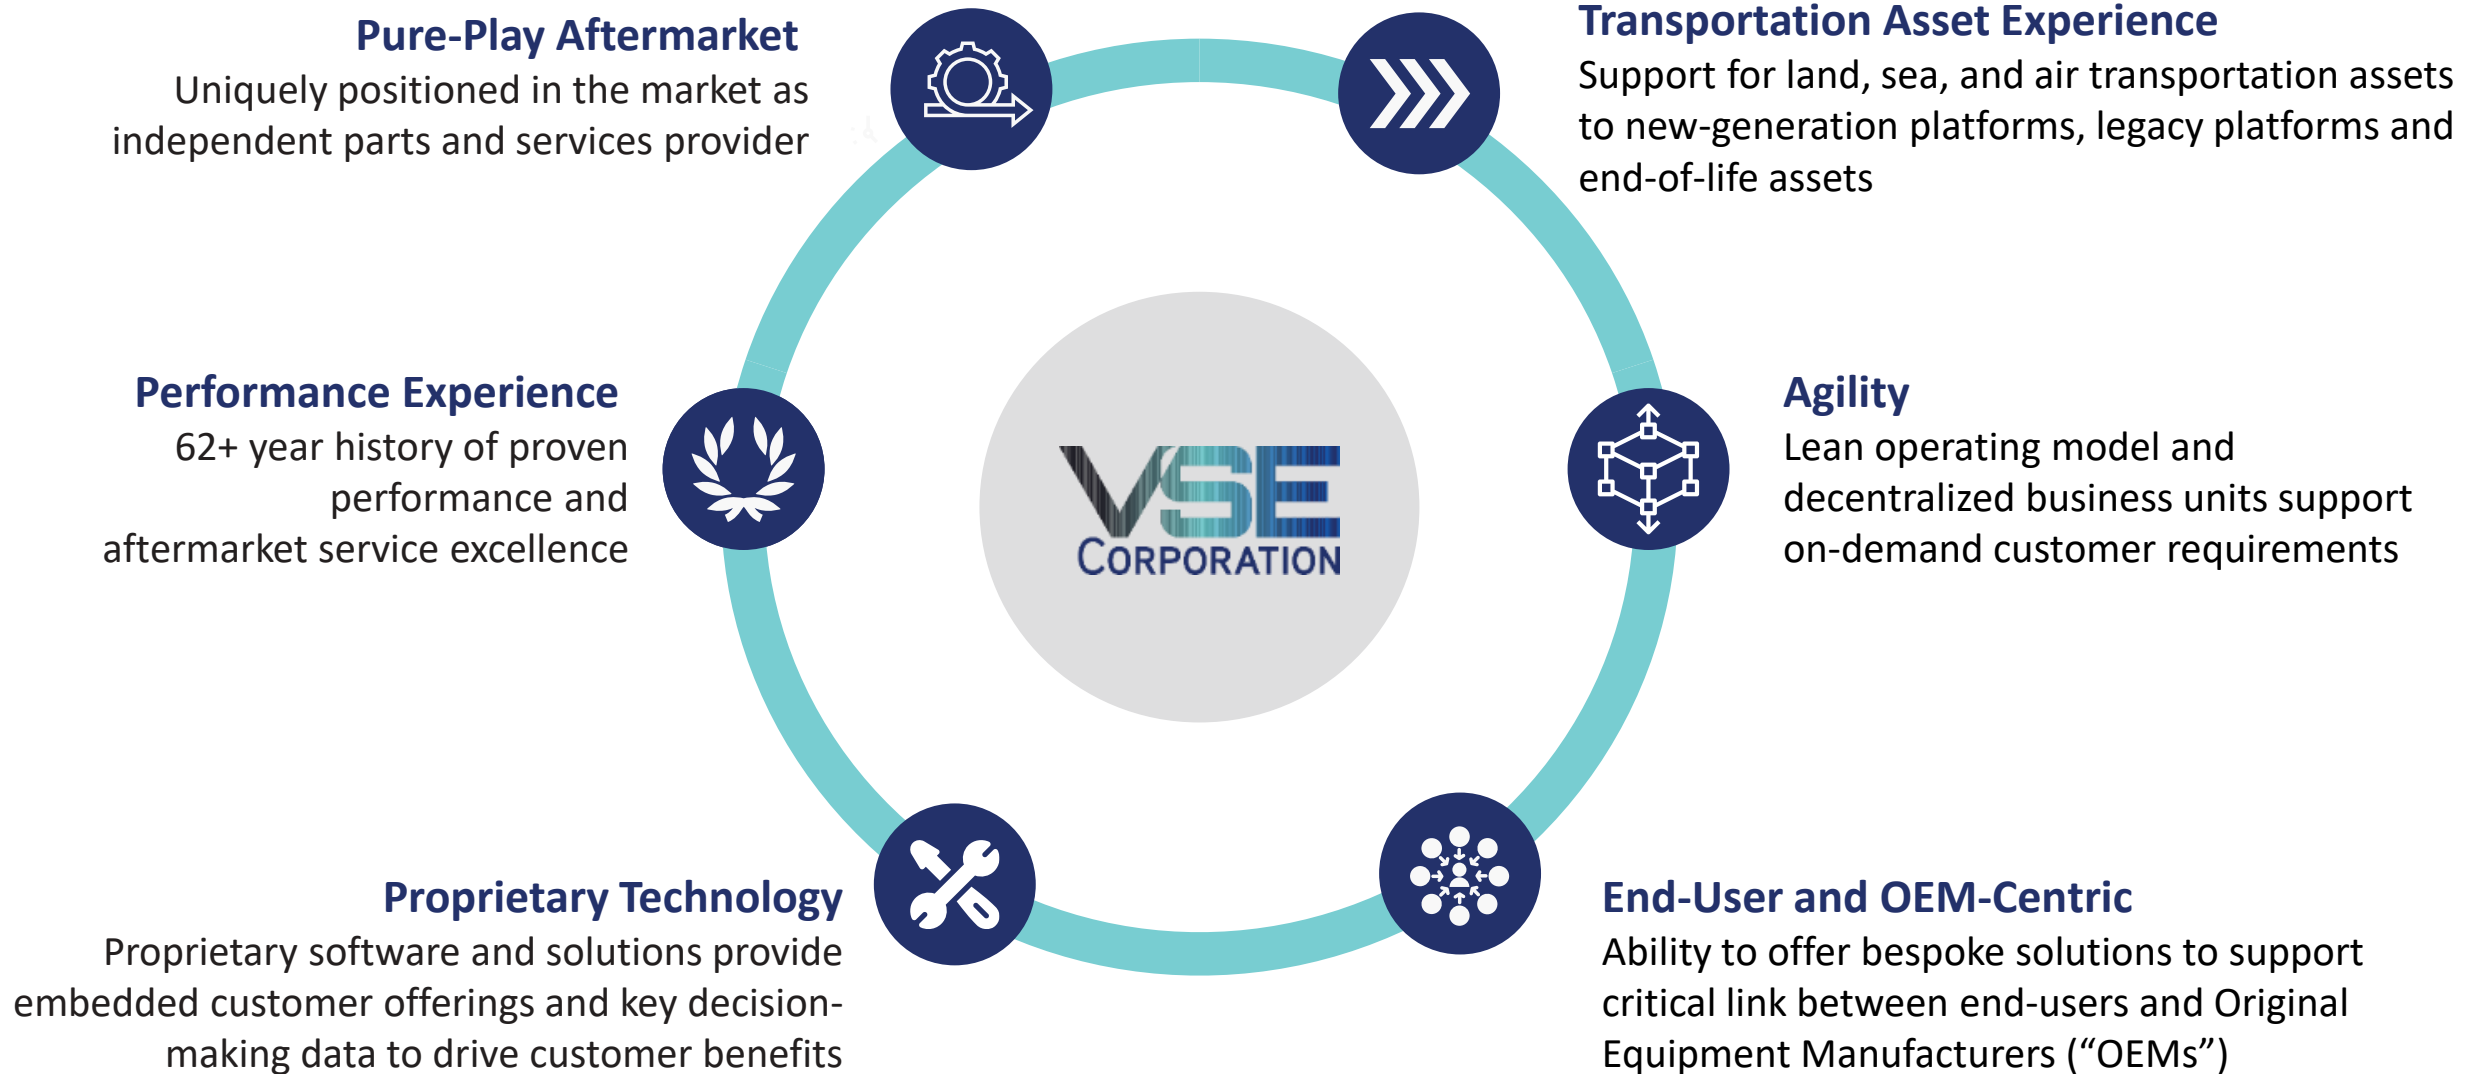 Pure-Play Aftermarket
Uniquely positioned in the market as
independent parts and services provider
Transportation Asset Experience
Support for land, sea, and air transportation assets
to new-generation platforms, legacy platforms and
end-of-life assets
Performance Experience
62+ year history of proven
performance and
aftermarket service excellence
VSE
CORPORATION
Agility
Lean operating model and
decentralized business units support
on-demand customer requirements
Proprietary Technology
Proprietary software and solutions provide
embedded customer offerings and key decision-
making data to drive customer benefits
End-User and OEM-Centric
Ability to offer bespoke solutions to support
critical link between end-users and Original
Equipment Manufacturers (“OEMs”)